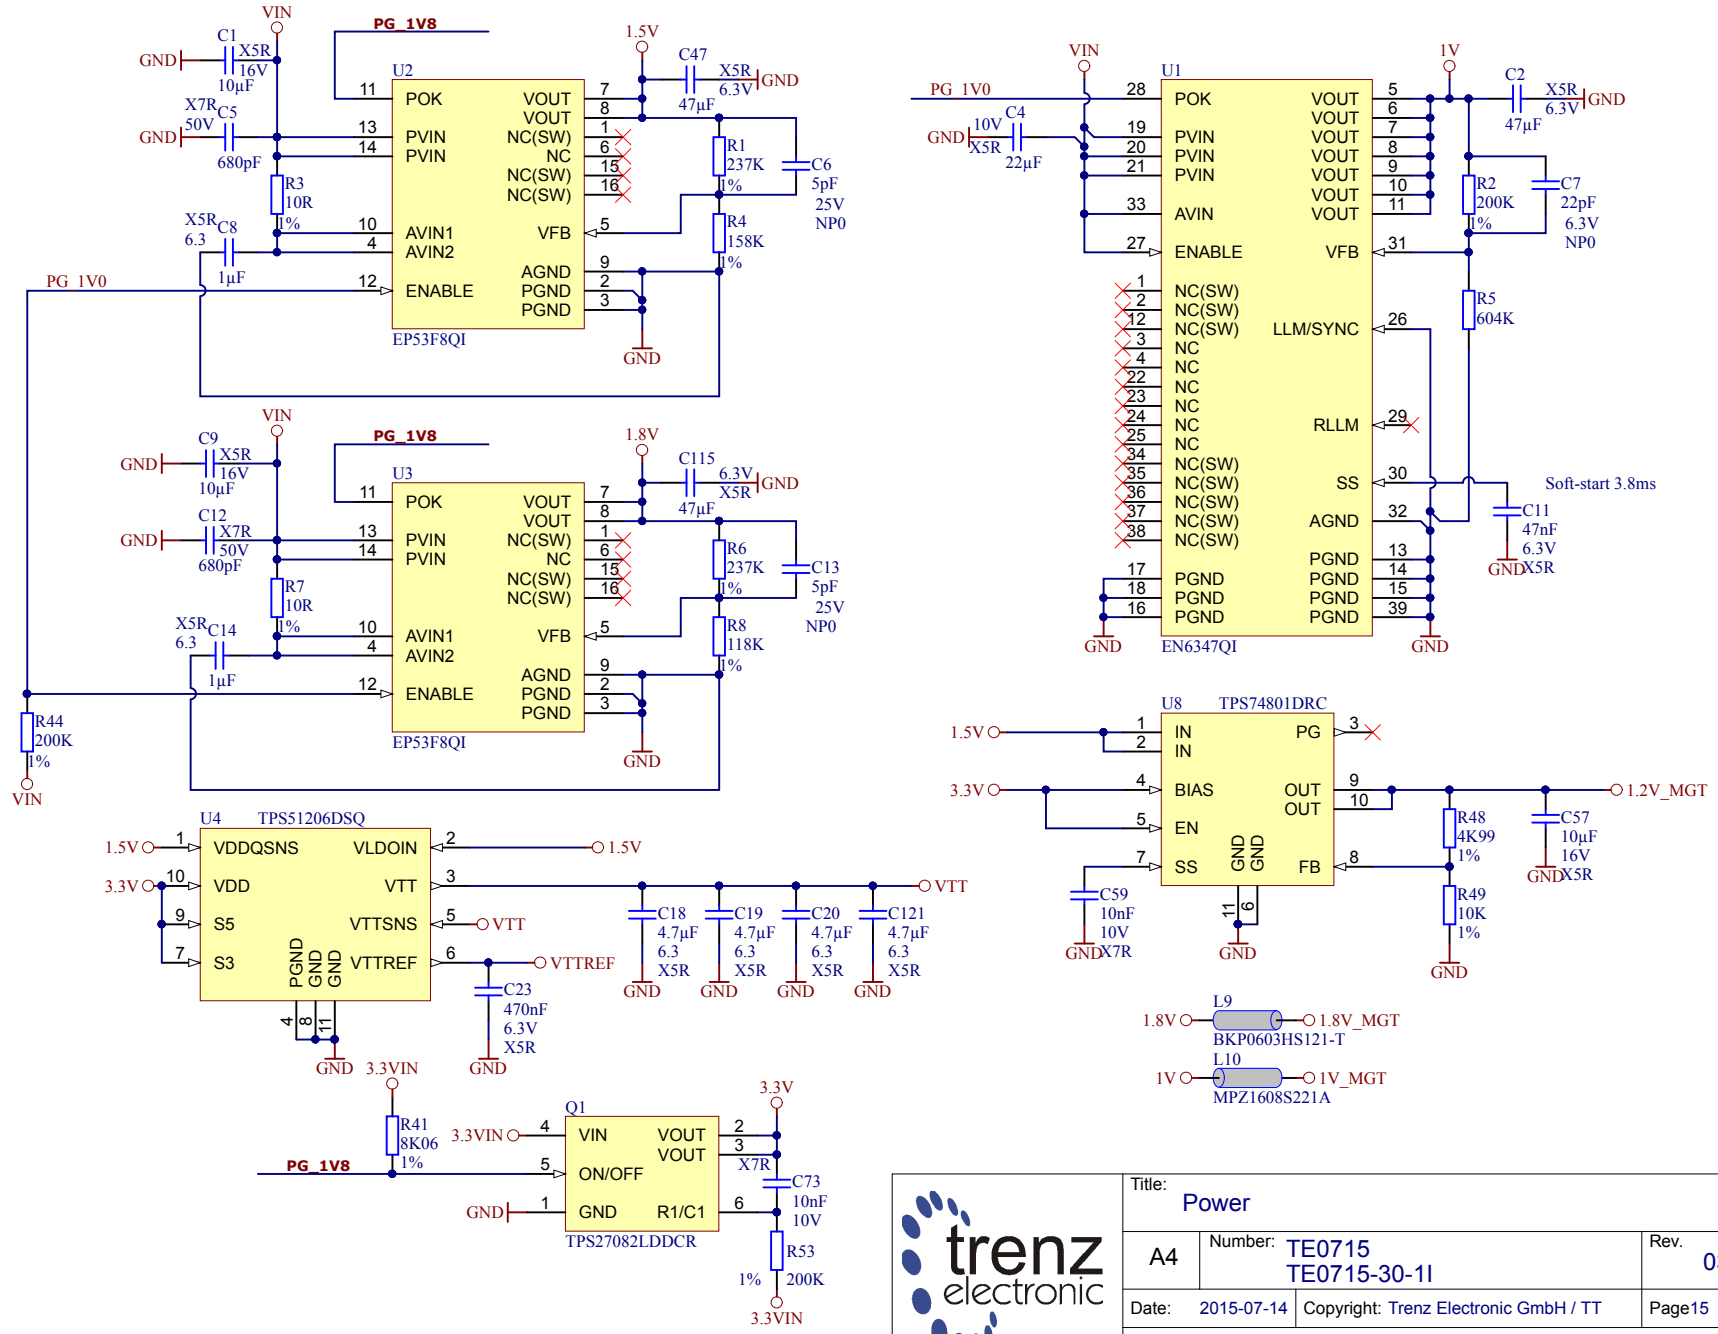 VIN
PG_1V8
C1
X5R
16V
10µF
GND
X7R
50V
C5
680pF
GND
R3
10R
1%
X5R
6.3
C8
1µF
PG_1V0
U2
11 POK
13 PVIN
14 PVIN
10 AVIN1
4 AVIN2
12 ENABLE
VOUT 7
VOUT 8
NC(SW) 1
NC 6
NC(SW) 15
NC(SW) 16
VFB 5
AGND 9
PGND 2
PGND 3
EP53F8QI
1.5V
C47
X5R
6.3V
47µF
GND
R1
237K
1%
C6
5pF
25V
NP0
R4
158K
1%
GND
VIN
PG_1V8
C9
X5R
16V
10µF
GND
C12
X7R
50V
680pF
GND
R7
10R
1%
X5R
6.3
C14
1µF
U3
11 POK
13 PVIN
14 PVIN
10 AVIN1
4 AVIN2
12 ENABLE
VOUT 7
VOUT 8
NC(SW) 1
NC 6
NC(SW) 15
NC(SW) 16
VFB 5
AGND 9
PGND 2
PGND 3
EP53F8QI
1.8V
C115
6.3V
X5R
47µF
GND
R6
237K
1%
C13
5pF
25V
NP0
R8
118K
1%
GND
R44
200K
1%
VIN
VIN
PG_1V0
10V
X5R
C4
22µF
GND
U1
28 POK
19 PVIN
20 PVIN
21 PVIN
33 AVIN
27 ENABLE
1 NC(SW)
2 NC(SW)
12 NC(SW)
3 NC
4 NC
22 NC
23 NC
24 NC
25 NC
34 NC(SW)
35 NC(SW)
36 NC(SW)
37 NC(SW)
38 NC(SW)
17 PGND
18 PGND
16 PGND
VOUT 5
VOUT 6
VOUT 7
VOUT 8
VOUT 9
VOUT 10
VOUT 11
VFB 31
LLM/SYNC 26
RLLM 29
SS 30
AGND 32
PGND 13
PGND 14
PGND 15
PGND 39
EN6347QI
GND
GND
1V
C2
X5R
6.3V
47µF
GND
R2
200K
1%
C7
22pF
6.3V
NP0
R5
604K
Soft-start 3.8ms
C11
47nF
6.3V
X5R
GND
U4 TPS51206DSQ
1.5V 1 VDDQSNS
3.3V 10 VDD
9 S5
7 S3
VLDOIN 2 1.5V
VTT 3 VTT
VTTSNS 5 VTT
VTTREF 6 VTTREF
PGND 4
GND 8
GND 11
GND
C23
470nF
6.3V
X5R
GND
C18
4.7µF
6.3
X5R
GND
C19
4.7µF
6.3
X5R
GND
C20
4.7µF
6.3
X5R
GND
C121
4.7µF
6.3
X5R
GND
U8 TPS74801DRC
1.5V
1 IN
2 IN
3.3V
4 BIAS
5 EN
7 SS
PG 3
OUT 9
OUT 10
FB 8
GND 11
GND 6
GND
C59
10nF
10V
X7R
GND
1.2V_MGT
R48
4K99
1%
C57
10µF
16V
X5R
GND
R49
10K
1%
GND
L9
1.8V 1.8V_MGT
BKP0603HS121-T
L10
1V 1V_MGT
MPZ1608S221A
3.3VIN
R41
8K06
1%
PG_1V8
Q1
3.3VIN 4 VIN
5 ON/OFF
GND 1 GND
VOUT 2
VOUT 3
R1/C1 6
TPS27082LDDCR
3.3V
X7R
C73
10nF
10V
R53
1% 200K
3.3VIN
trenz
electronic
Title:
Power
A4
Number: TE0715
TE0715-30-1I
Rev.
Date: 2015-07-14
Copyright: Trenz Electronic GmbH / TT
Page15